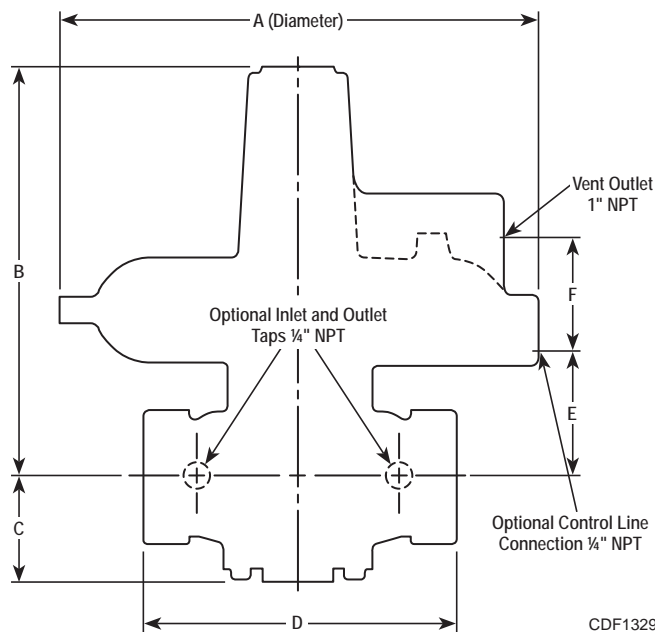 A (Diameter)
Vent Outlet
1" NPT
B
F
Optional Inlet and Outlet
Taps ¼" NPT
E
C
Optional Control Line
Connection ¼" NPT
D
CDF1329